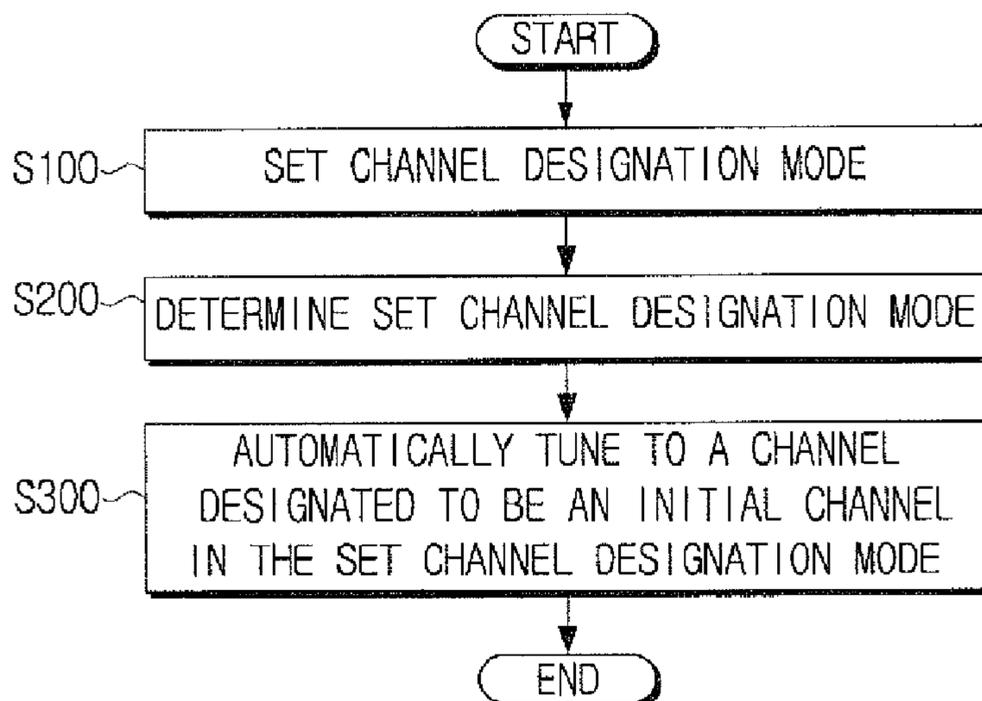 START
S100 SET CHANNEL DESIGNATION MODE
S200 DETERMINE SET CHANNEL DESIGNATION MODE
AUTOMATICALLY TUNE TO A CHANNEL
S300 DESIGNATED TO BE AN INITIAL CHANNEL
IN THE SET CHANNEL DESIGNATION MODE
END